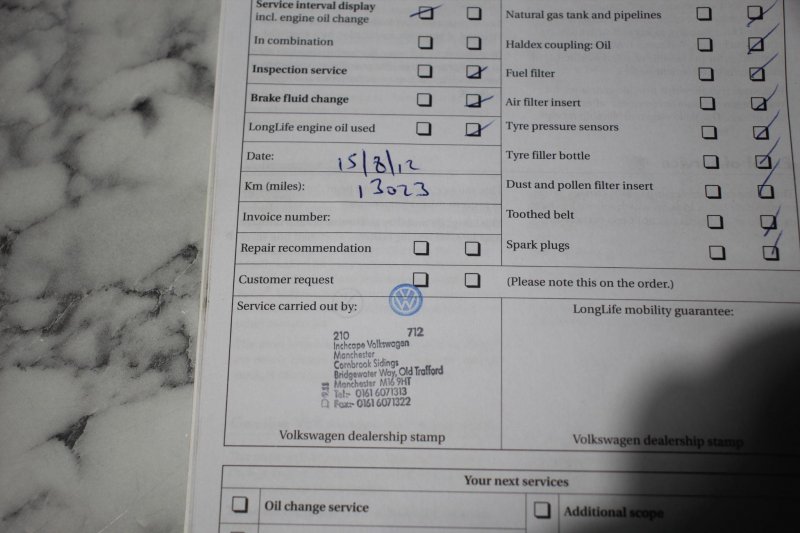 Service interval display
incl. engine oil change
In combination
Inspection service
Brake fluid change
LongLife engine oil used
Date: 15/8/12
Km (miles): 13023
Invoice number:
Repair recommendation
Customer request
Natural gas tank and pipelines
Haldex coupling: Oil
Fuel filter
Air filter insert
Tyre pressure sensors
Tyre filler bottle
Dust and pollen filter insert
Toothed belt
Spark plugs
(Please note this on the order.)
Service carried out by:
210 712
Inchcape Volkswagen
Manchester
Cornbrook Sidings
Bridgewater Way, Old Trafford
Manchester M16 9HT
Tel:- 0161 6071313
Fax:- 0161 6071322
Volkswagen dealership stamp
LongLife mobility guarantee:
Volkswagen dealership stamp
Your next services
Oil change service
Additional scope